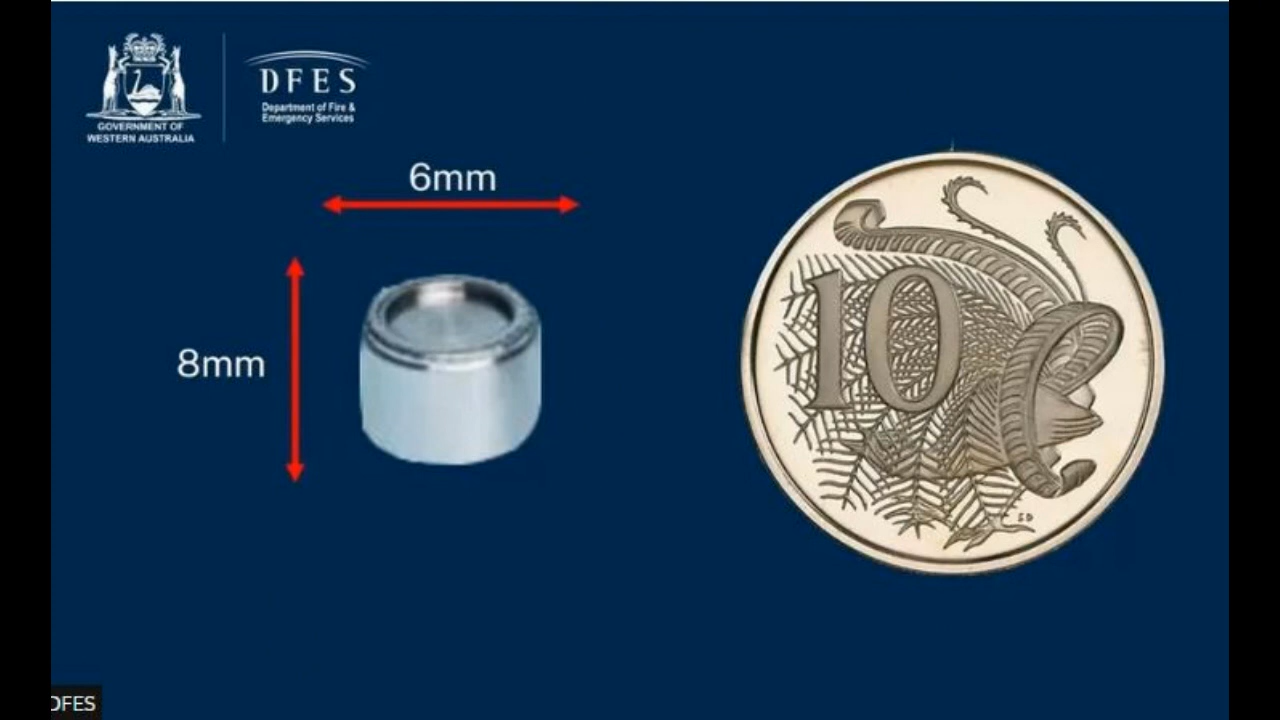 GOVERNMENT OF
WESTERN AUSTRALIA
DFES
Department of Fire &
Emergency Services
6mm
8mm
10
SD
DFES